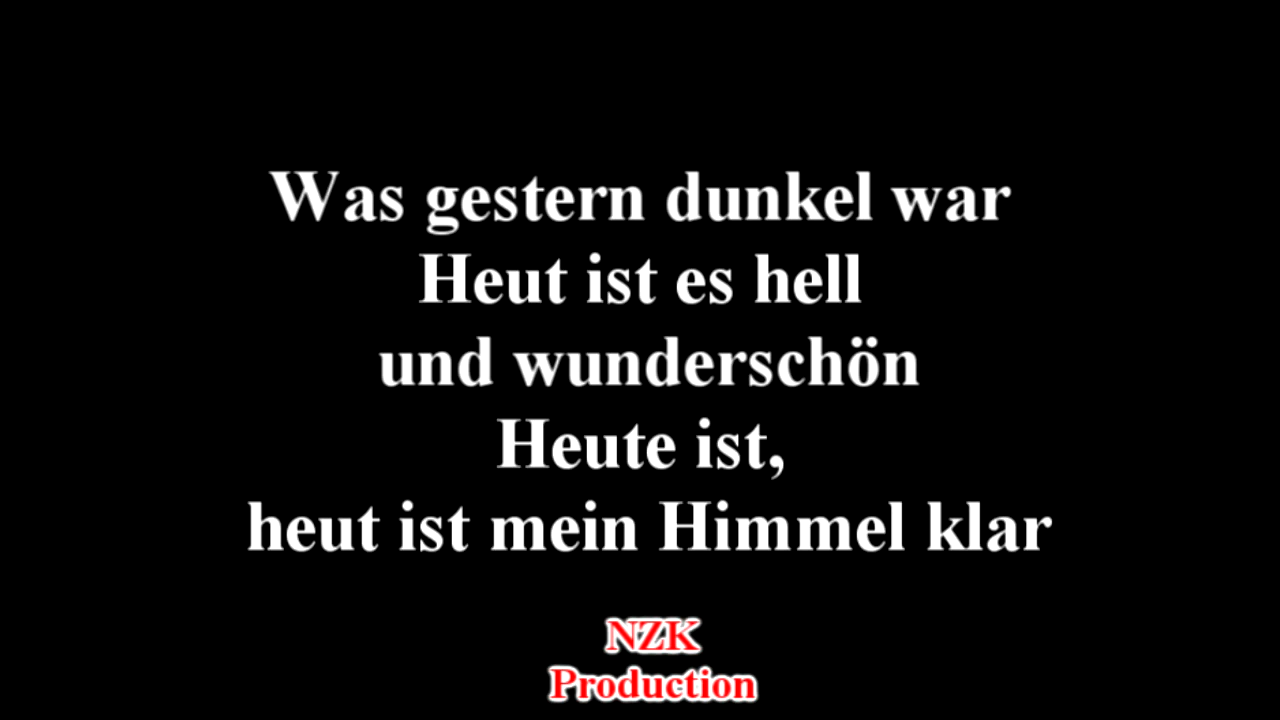 Was gestern dunkel war
Heut ist es hell
und wunderschön
Heute ist,
heut ist mein Himmel klar
NZK
Production